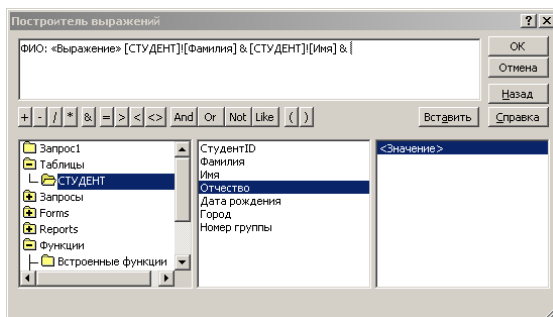 Построитель выражений
ФИО: «Выражение» [СТУДЕНТ]![Фамилия] & [СТУДЕНТ]![Имя] &
ОК
Отмена
Назад
Справка
+ - / * & = > < <> And Or Not Like ( )
Вставить
Запрос1
Таблицы
СТУДЕНТ
Запросы
Forms
Reports
Функции
Встроенные функции
СтудентID
Фамилия
Имя
Отчество
Дата рождения
Город
Номер группы
<Значение>